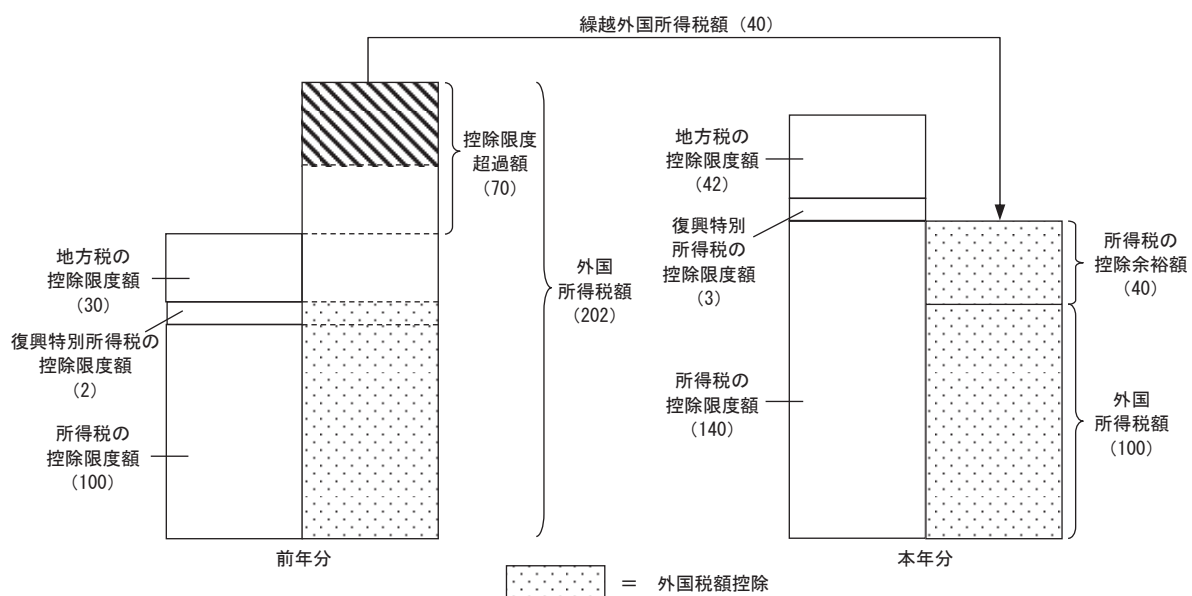 繰越外国所得税額（40）
控除限度
超過額
（70）
地方税の
控除限度額
（30）
復興特別所得税の
控除限度額
（2）
所得税の
控除限度額
（100）
外国
所得税額
（202）
前年分
地方税の
控除限度額
（42）
復興特別
所得税の
控除限度額
（3）
所得税の
控除限度額
（140）
所得税の
控除余裕額
（40）
外国
所得税額
（100）
本年分
＝ 外国税額控除